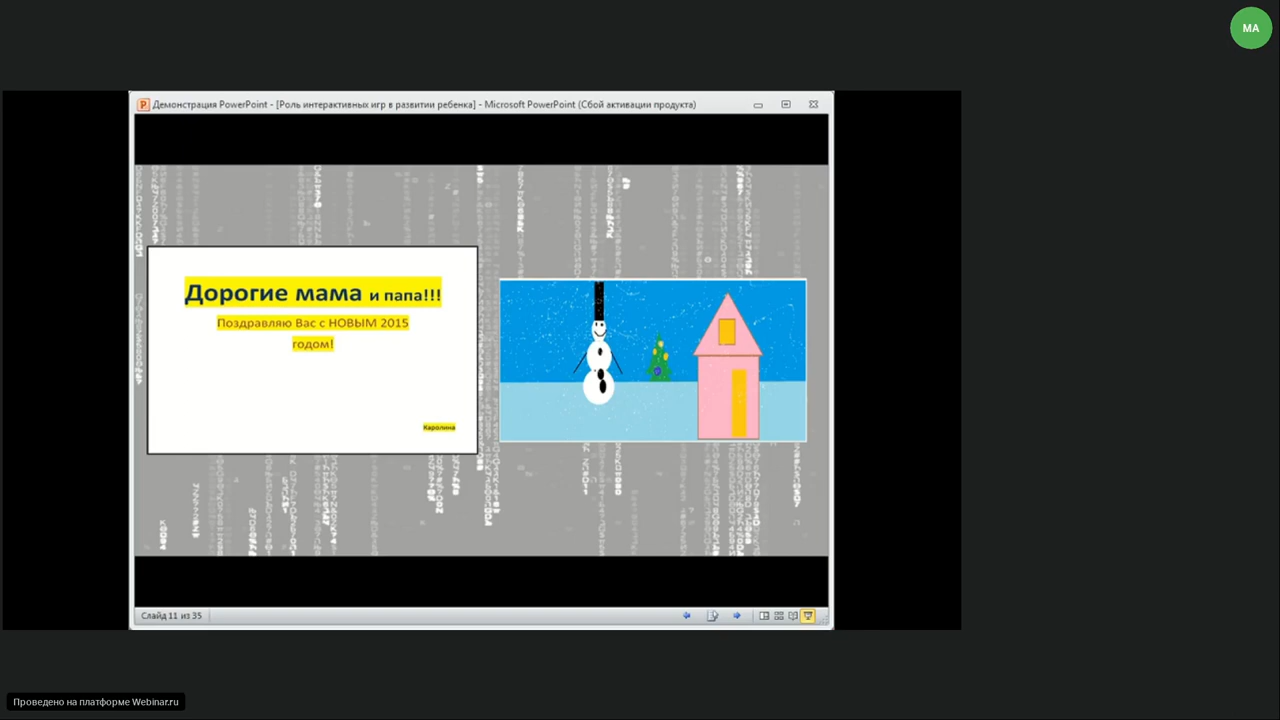 МА
Демонстрация PowerPoint - [Роль интерактивных игр в развитии ребенка] - Microsoft PowerPoint (Сбой активации продукта)
Дорогие мама и папа!!!
Поздравляю Вас с НОВЫМ 2015
годом!
Каролина
Слайд 11 из 35
Проведено на платформе Webinar.ru